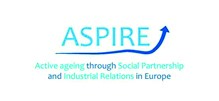 ASPIRE
Active ageing through Social Partnership
and Industrial Relations in Europe